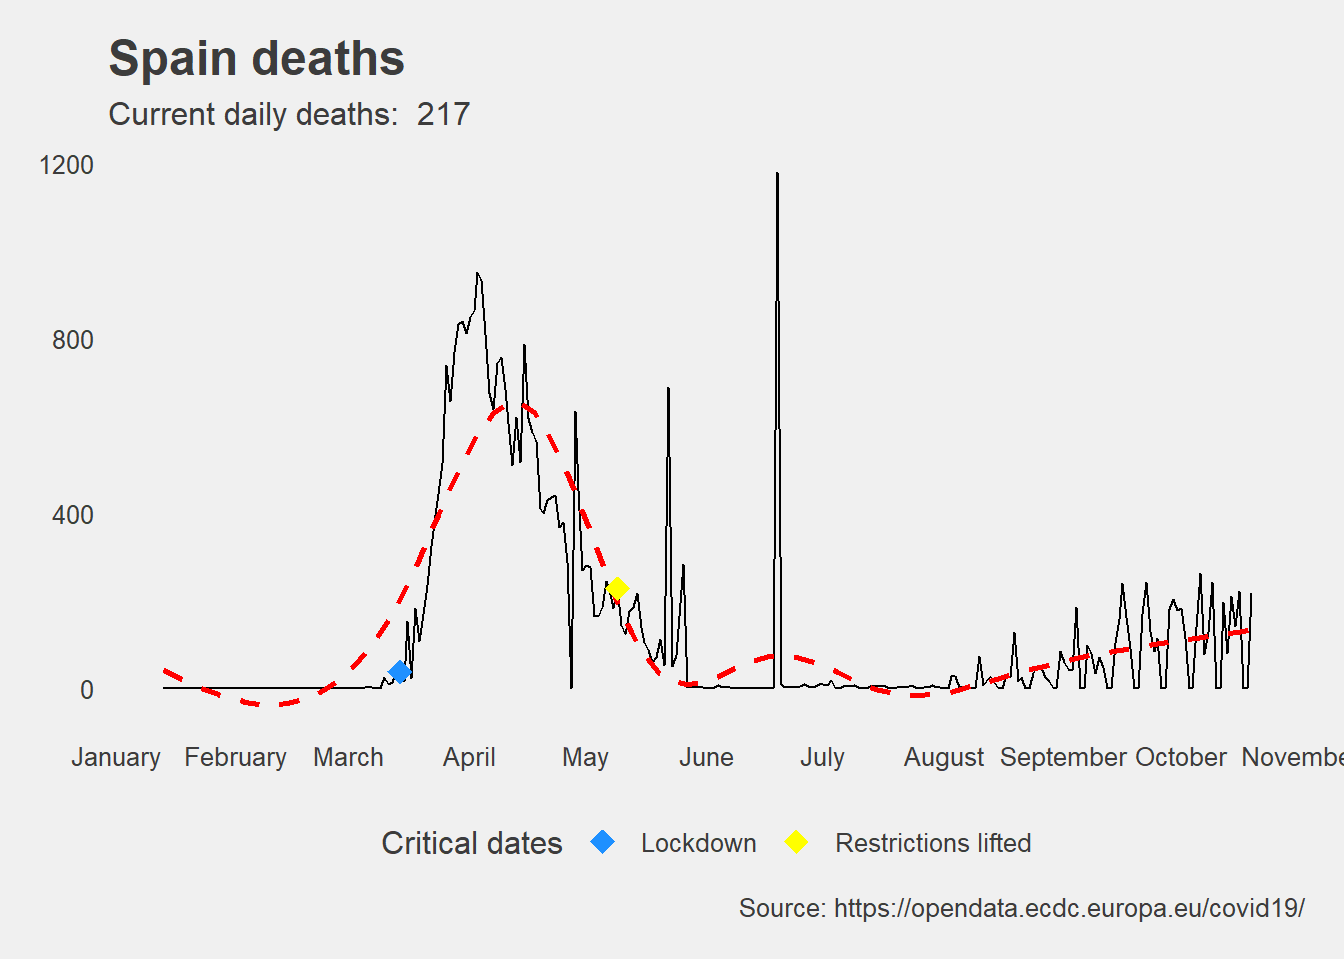 Spain deaths
Current daily deaths:  217
1200
800
400
0
January February March April May June July August September October Novembe
Critical dates Lockdown Restrictions lifted
Source: https://opendata.ecdc.europa.eu/covid19/